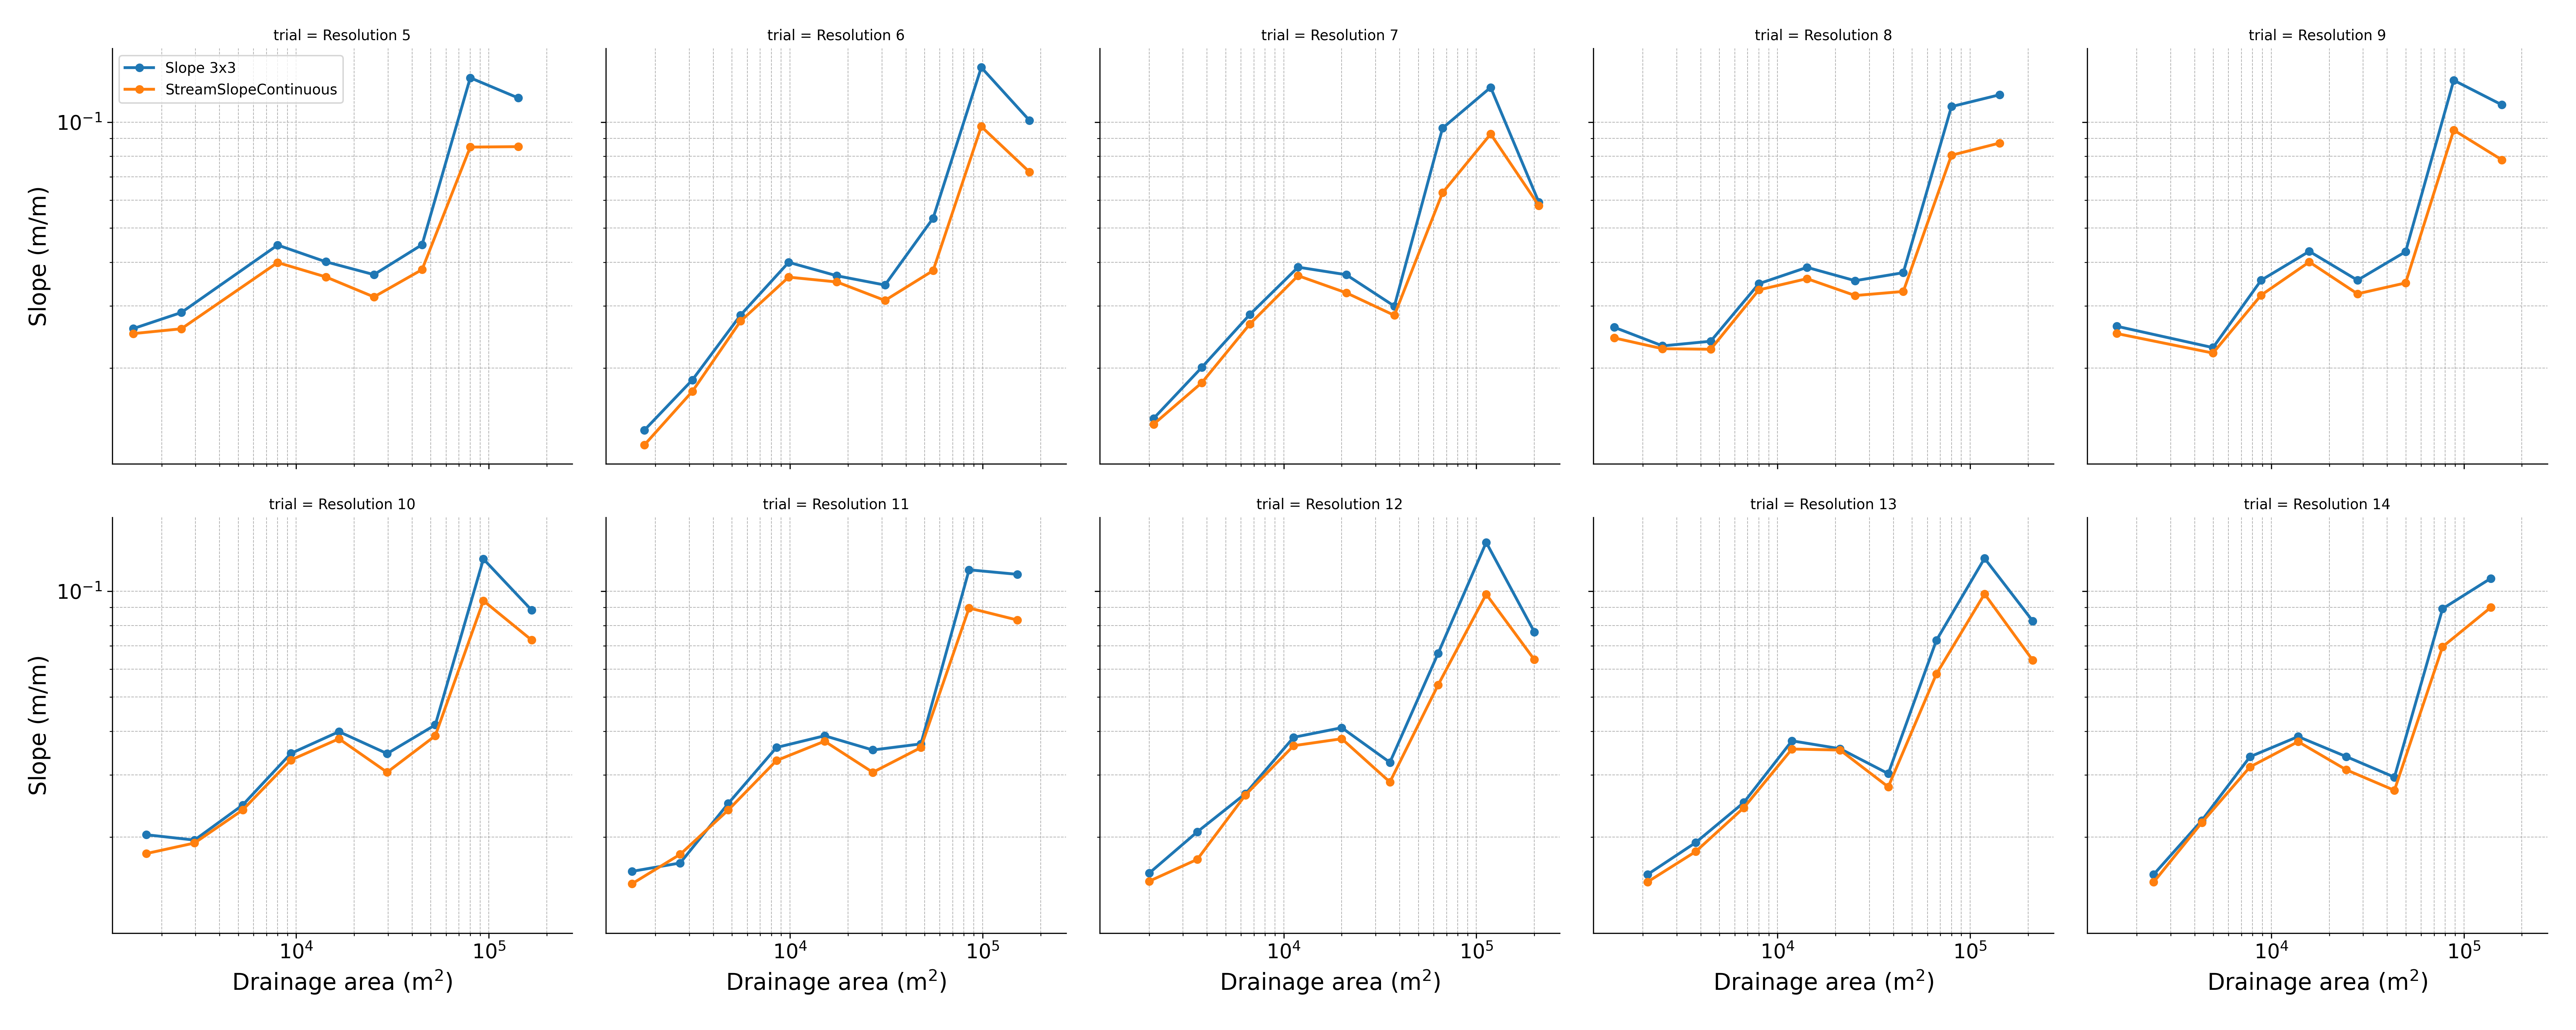 trial = Resolution 5
trial = Resolution 6
trial = Resolution 7
trial = Resolution 8
trial = Resolution 9
Slope 3x3
StreamSlopeContinuous
10⁻¹
Slope (m/m)
trial = Resolution 10
trial = Resolution 11
trial = Resolution 12
trial = Resolution 13
trial = Resolution 14
10⁻¹
Slope (m/m)
10⁴ 10⁵
10⁴ 10⁵
10⁴ 10⁵
10⁴ 10⁵
10⁴ 10⁵
Drainage area (m²)
Drainage area (m²)
Drainage area (m²)
Drainage area (m²)
Drainage area (m²)